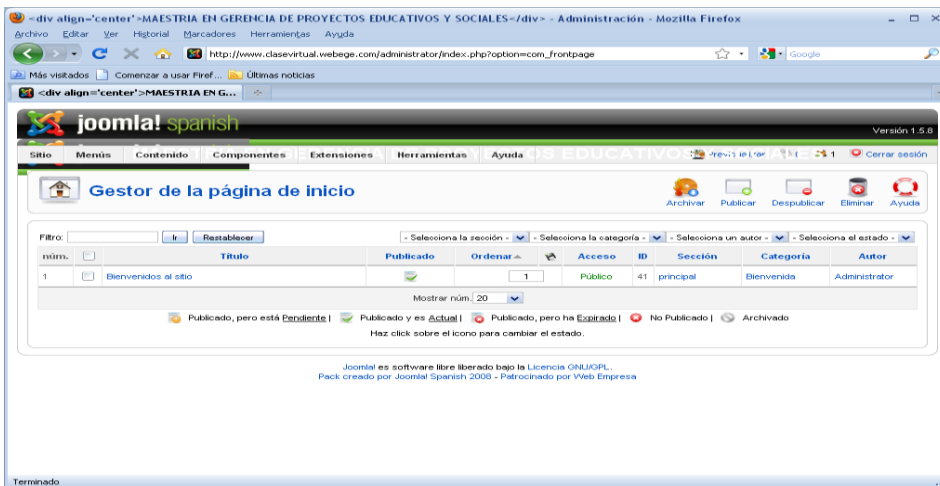 <div align='center'>MAESTRIA EN GERENCIA DE PROYECTOS EDUCATIVOS Y SOCIALES</div> - Administración - Mozilla Firefox
Archivo Editar Ver Higtorial Marcadores Herramientas Ayuda
http://www.clasevirtual.webege.com/administrator/index.php?option=com_frontpage
Google
Más visitados Comenzar a usar Firef... Últimas noticias
<div align='center'>MAESTRIA EN G...
joomla! spanish
Versión 1.5.8
Sitio Menús Contenido Componentes Extensiones Herramientas Ayuda 1 Cerrar sesión
Gestor de la página de inicio
Archivar Publicar Despublicar Eliminar Ayuda
Filtro: Ir Restablecer - Selecciona la sección - - Selecciona la categoría - - Selecciona un autor - - Selecciona el estado -
núm. Título Publicado Ordenar Acceso ID Sección Categoría Autor
1 Bienvenidos al sitio 1 Público 41 principal Bienvenida Administrator
Mostrar núm. 20
Publicado, pero está Pendiente | Publicado y es Actual | Publicado, pero ha Expirado | No Publicado | Archivado
Haz click sobre el icono para cambiar el estado.
Joomla! es software libre liberado bajo la Licencia GNU/GPL.
Pack creado por Joomla! Spanish 2008 - Patrocinado por Web Empresa
Terminado